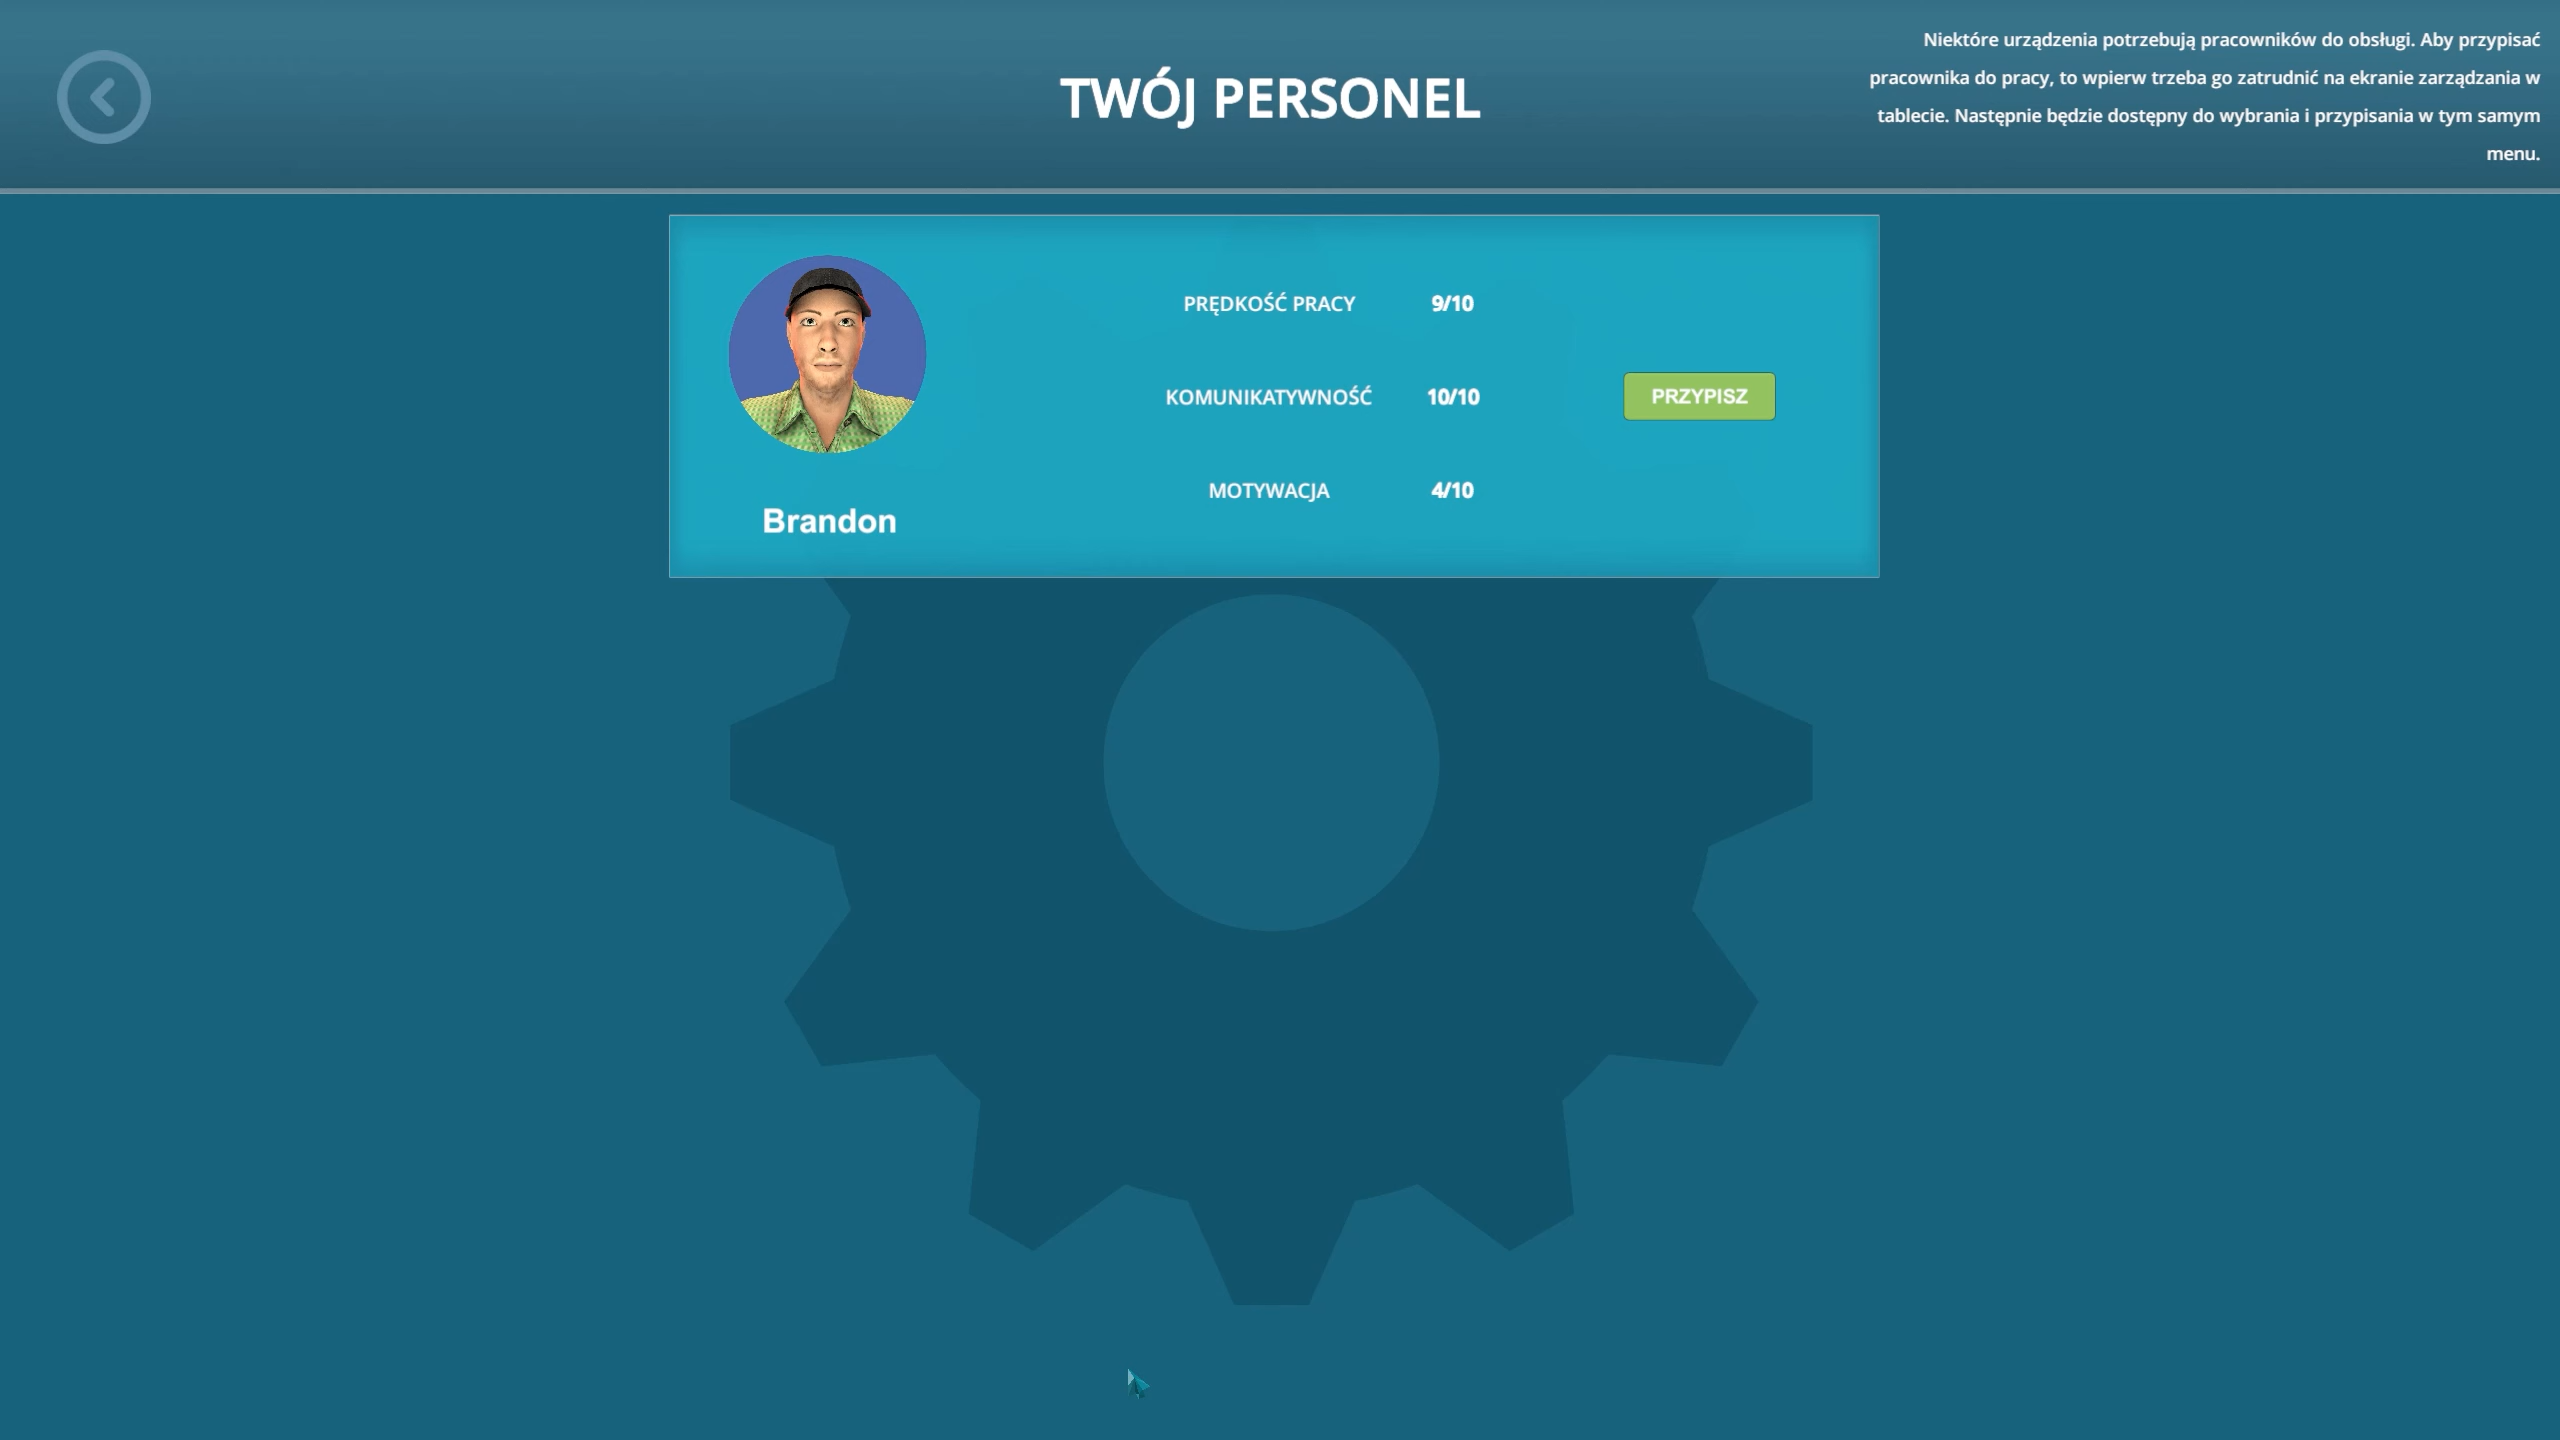 TWÓJ PERSONEL
Niektóre urządzenia potrzebują pracowników do obsługi. Aby przypisać
pracownika do pracy, to wpierw trzeba go zatrudnić na ekranie zarządzania w
tablecie. Następnie będzie dostępny do wybrania i przypisania w tym samym
menu.
PRĘDKOŚĆ PRACY 9/10
KOMUNIKATYWNOŚĆ 10/10
PRZYPISZ
MOTYWACJA 4/10
Brandon